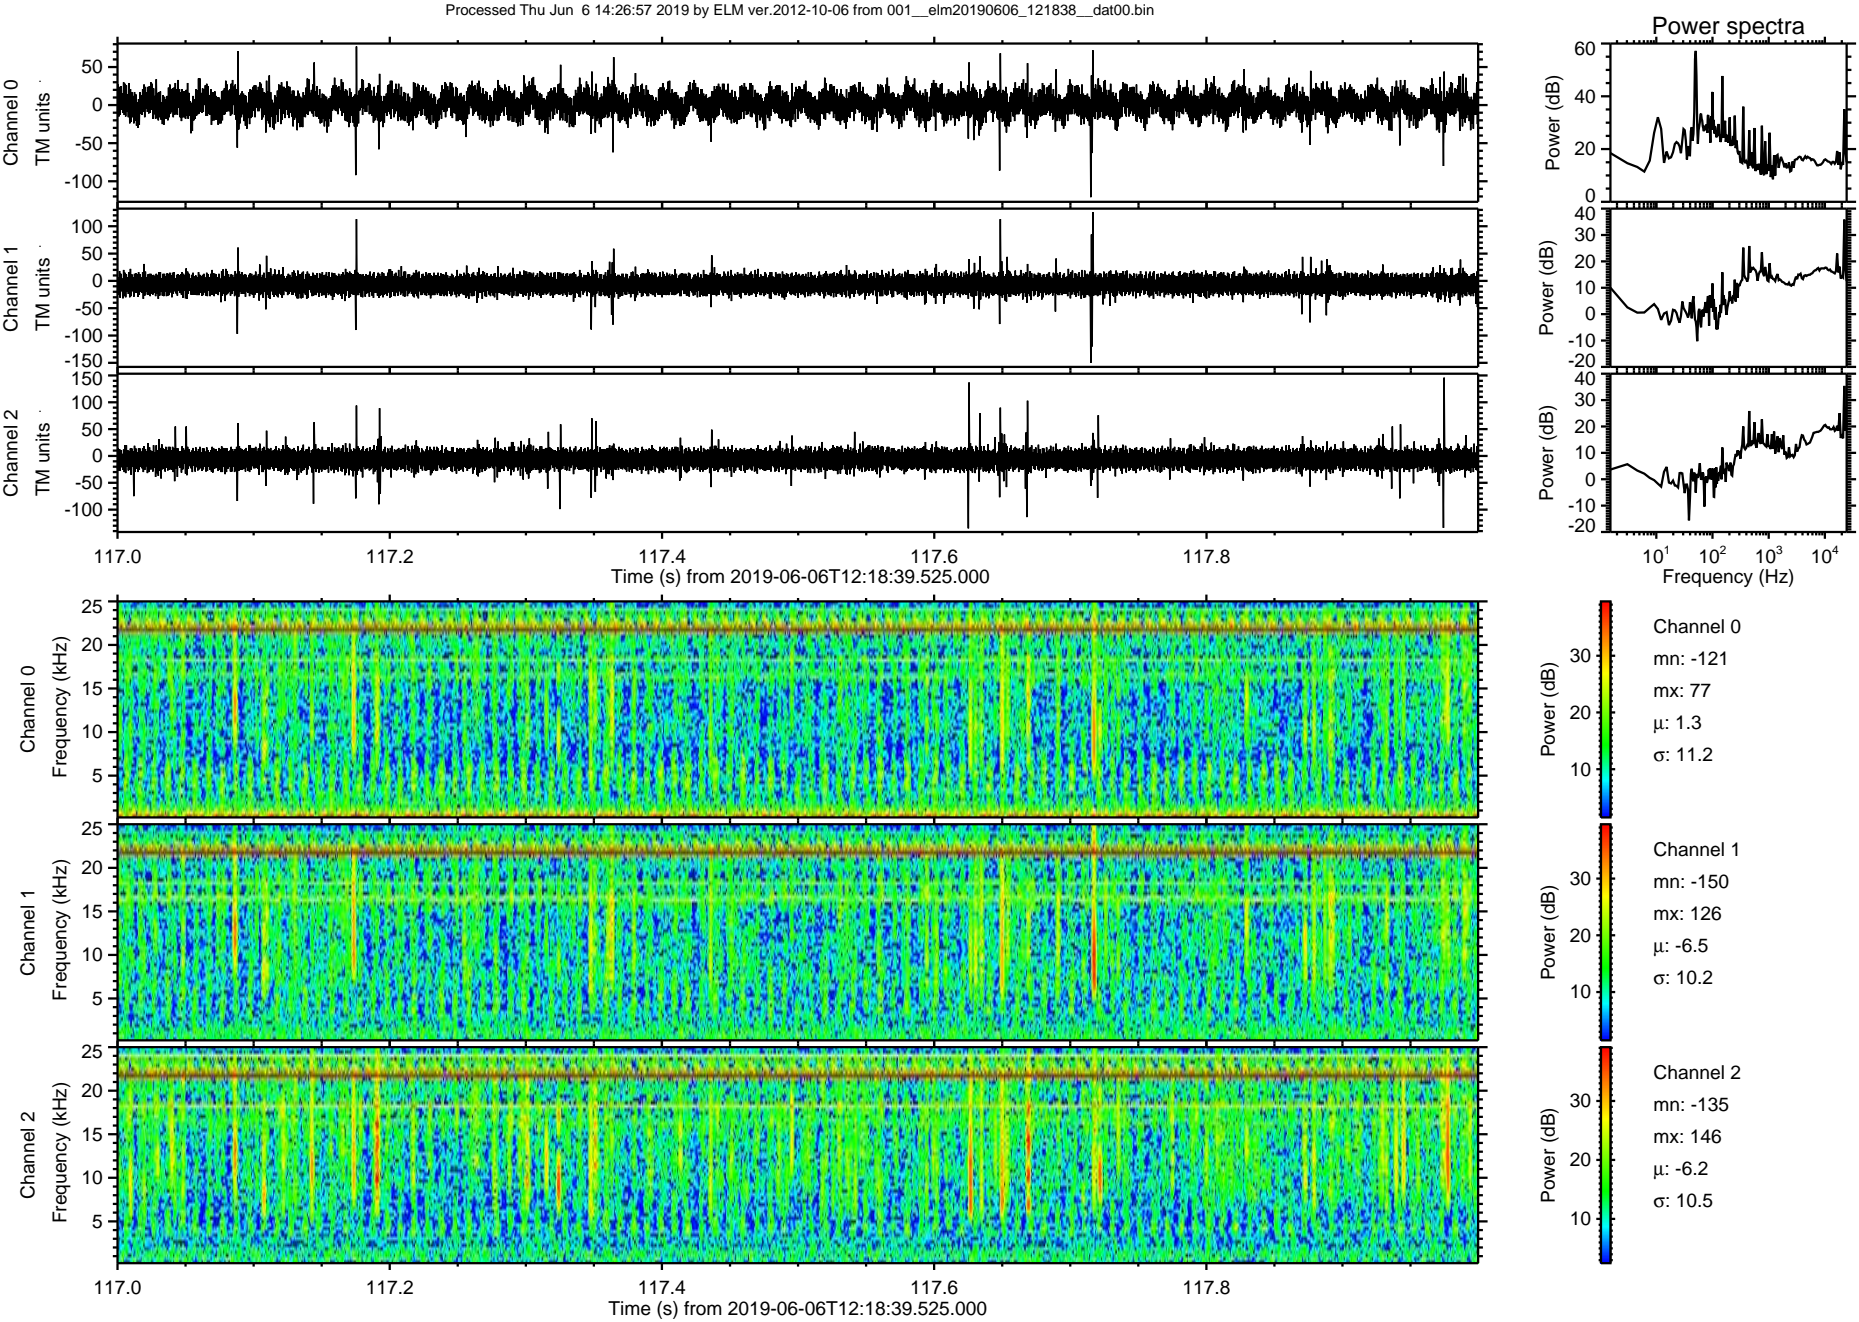 Processed Thu Jun  6 14:26:57 2019 by ELM ver.2012-10-06 from 001__elm20190606_121838__dat00.bin
Power spectra
Channel 0
TM units
50
0
-50
-100
Power (dB)
60
40
20
0
Channel 1
TM units
100
50
0
-50
-100
-150
Power (dB)
40
30
20
10
0
-10
-20
Channel 2
TM units
150
100
50
0
-50
-100
Power (dB)
40
30
20
10
0
-10
-20
117.0 117.2 117.4 117.6 117.8
Time (s) from 2019-06-06T12:18:39.525.000
10^1 10^2 10^3 10^4
Frequency (Hz)
Channel 0
Frequency (kHz)
25
20
15
10
5
Power (dB)
30
20
10
Channel 0
mn: -121
mx: 77
μ: 1.3
σ: 11.2
Channel 1
Frequency (kHz)
25
20
15
10
5
Power (dB)
30
20
10
Channel 1
mn: -150
mx: 126
μ: -6.5
σ: 10.2
Channel 2
Frequency (kHz)
25
20
15
10
5
Power (dB)
30
20
10
Channel 2
mn: -135
mx: 146
μ: -6.2
σ: 10.5
117.0 117.2 117.4 117.6 117.8
Time (s) from 2019-06-06T12:18:39.525.000